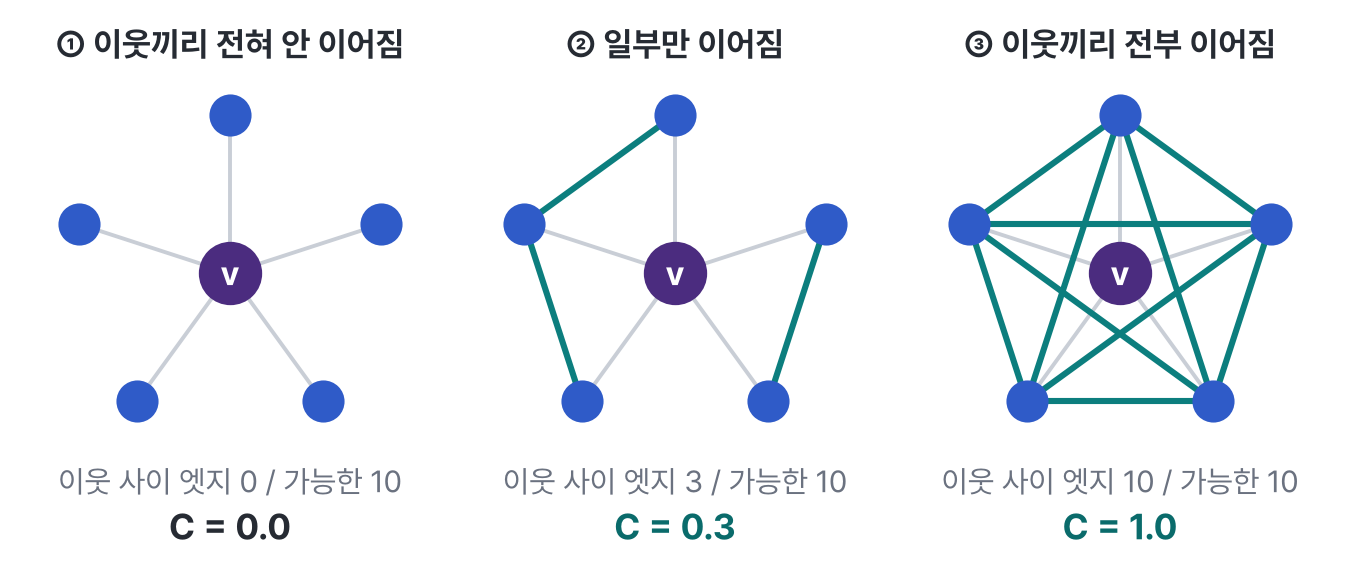 ① 이웃끼리 전혀 안 이어짐
② 일부만 이어짐
③ 이웃끼리 전부 이어짐
v
v
v
이웃 사이 엣지 0 / 가능한 10
이웃 사이 엣지 3 / 가능한 10
이웃 사이 엣지 10 / 가능한 10
C = 0.0
C = 0.3
C = 1.0